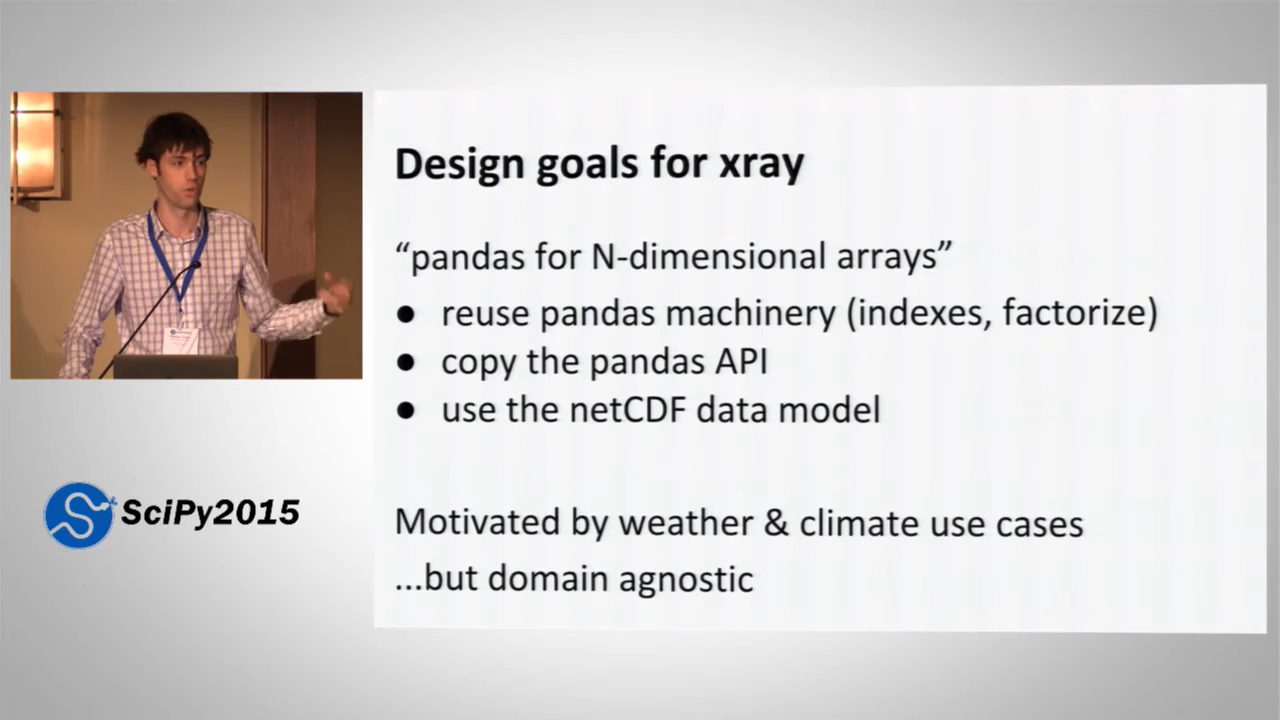 Design goals for xray
“pandas for N-dimensional arrays”
● reuse pandas machinery (indexes, factorize)
● copy the pandas API
● use the netCDF data model
Motivated by weather & climate use cases
...but domain agnostic
SciPy2015